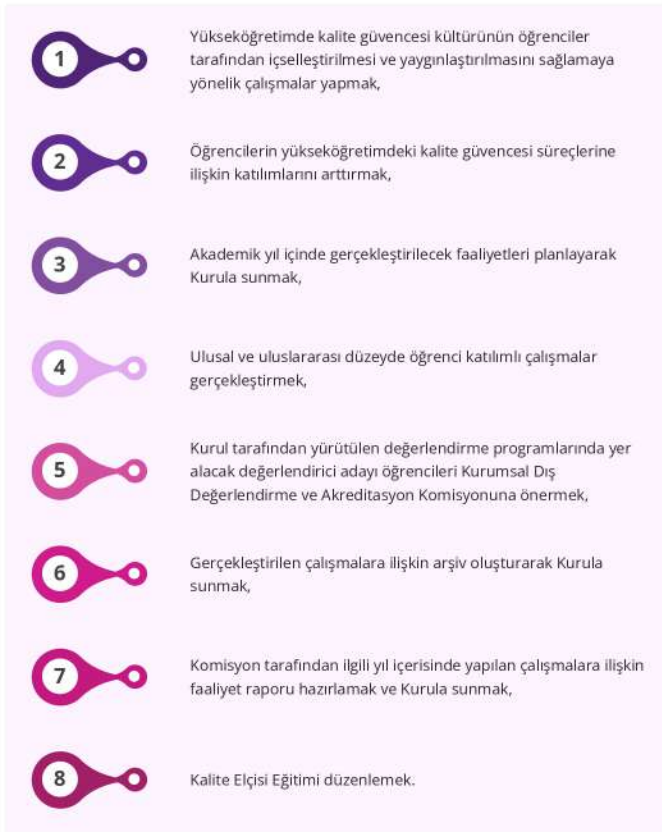 1
Yükseköğretimde kalite güvencesi kültürünün öğrenciler
tarafından içselleştirilmesi ve yaygınlaştırılmasını sağlamaya
yönelik çalışmalar yapmak,
2
Öğrencilerin yükseköğretimdeki kalite güvencesi süreçlerine
ilişkin katılımlarını arttırmak,
3
Akademik yıl içinde gerçekleştirilecek faaliyetleri planlayarak
Kurula sunmak,
4
Ulusal ve uluslararası düzeyde öğrenci katılımlı çalışmalar
gerçekleştirmek,
5
Kurul tarafından yürütülen değerlendirme programlarında yer
alacak değerlendirici adayı öğrencileri Kurumsal Dış
Değerlendirme ve Akreditasyon Komisyonuna önermek,
6
Gerçekleştirilen çalışmalara ilişkin arşiv oluşturarak Kurula
sunmak,
7
Komisyon tarafından ilgili yıl içerisinde yapılan çalışmalara ilişkin
faaliyet raporu hazırlamak ve Kurula sunmak,
8
Kalite Elçisi Eğitimi düzenlemek.